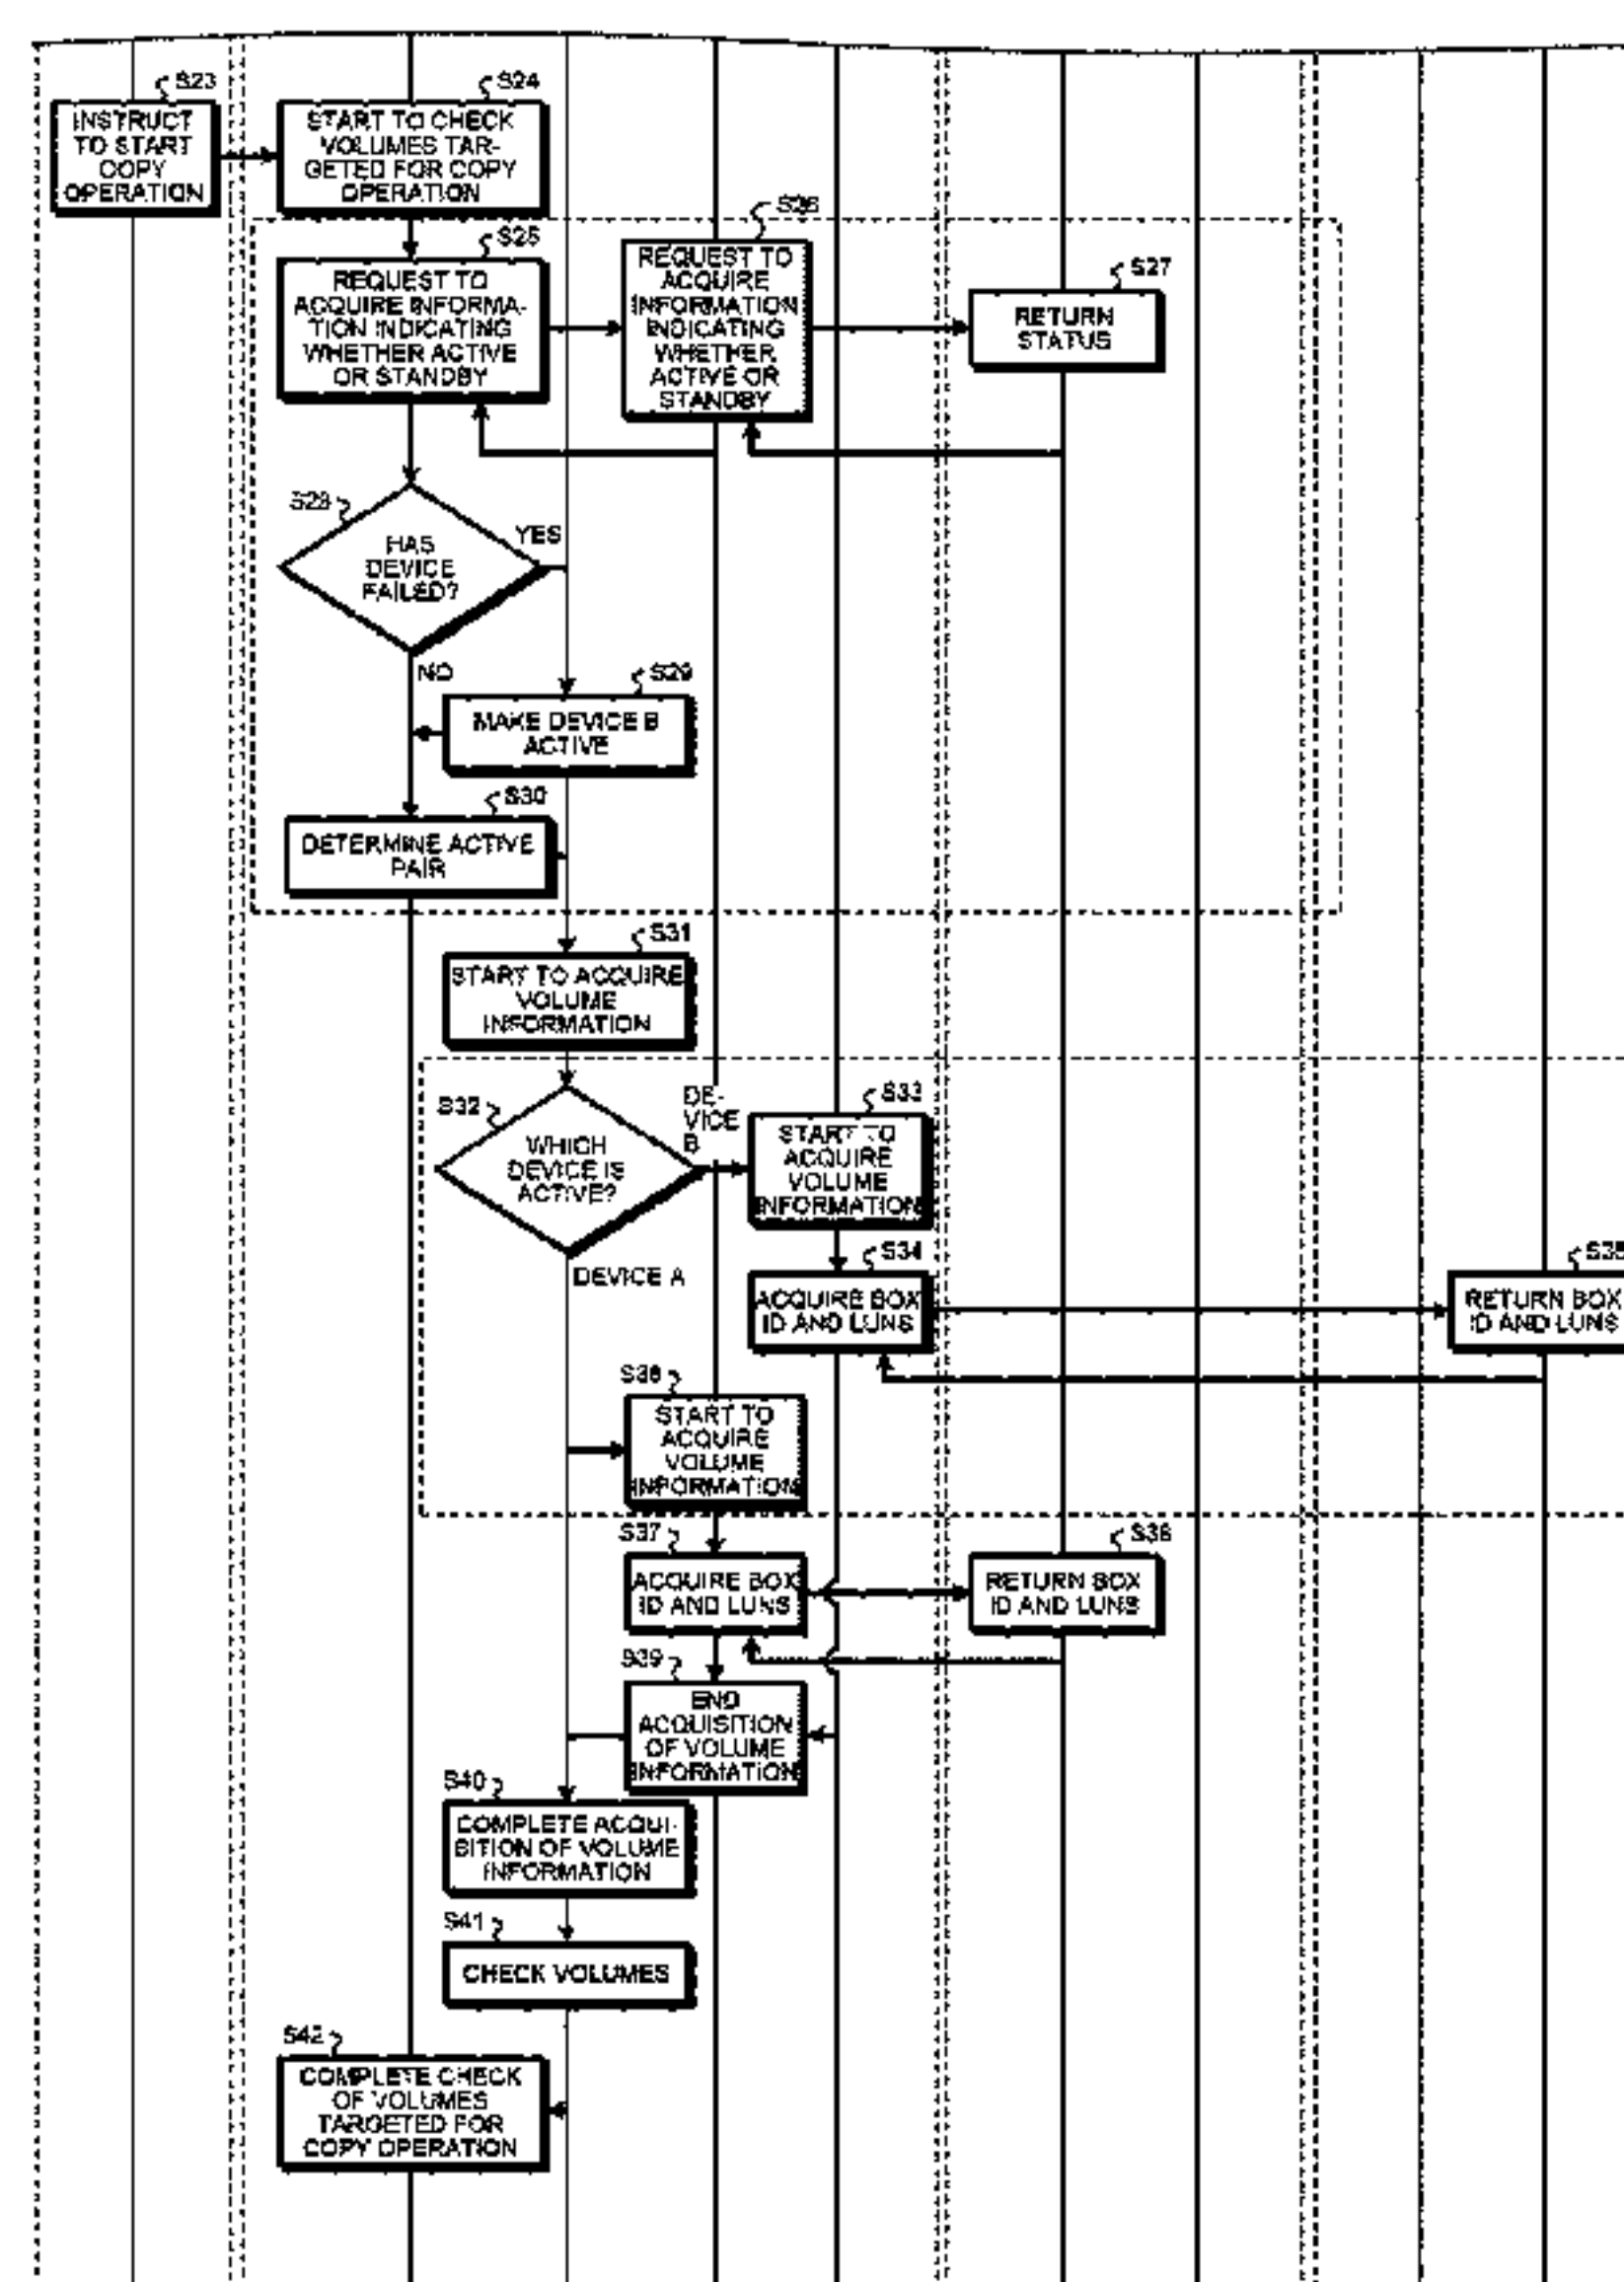 S23
INSTRUCT
TO START
COPY
OPERATION
S24
START TO CHECK
VOLUMES TAR-
GETED FOR COPY
OPERATION
S25
REQUEST TO
ACQUIRE INFORMA-
TION INDICATING
WHETHER ACTIVE
OR STANDBY
S26
REQUEST TO
ACQUIRE
INFORMATION
INDICATING
WHETHER
ACTIVE OR
STANDBY
S27
RETURN
STATUS
S28
HAS
DEVICE
FAILED?
YES
NO
S29
MAKE DEVICE B
ACTIVE
S30
DETERMINE ACTIVE
PAIR
S31
START TO ACQUIRE
VOLUME
INFORMATION
S32
WHICH
DEVICE IS
ACTIVE?
DE-
VICE
B
DEVICE A
S33
START TO
ACQUIRE
VOLUME
INFORMATION
S34
ACQUIRE BOX
ID AND LUNS
S35
RETURN BOX
ID AND LUNS
S36
START TO
ACQUIRE
VOLUME
INFORMATION
S37
ACQUIRE BOX
ID AND LUNS
S38
RETURN BOX
ID AND LUNS
S39
END
ACQUISITION
OF VOLUME
INFORMATION
S40
COMPLETE ACQUI-
SITION OF VOLUME
INFORMATION
S41
CHECK VOLUMES
S42
COMPLETE CHECK
OF VOLUMES
TARGETED FOR
COPY OPERATION